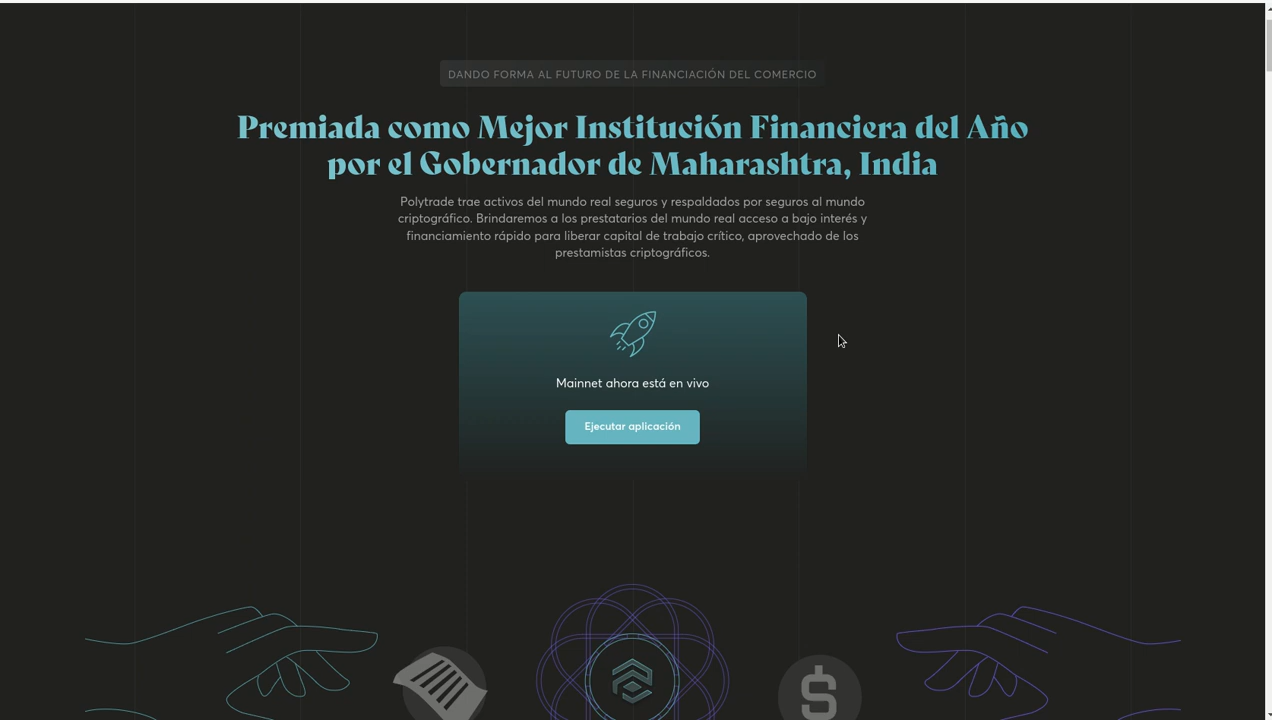 DANDO FORMA AL FUTURO DE LA FINANCIACIÓN DEL COMERCIO
Premiada como Mejor Institución Financiera del Año
por el Gobernador de Maharashtra, India
Polytrade trae activos del mundo real seguros y respaldados por seguros al mundo
criptográfico. Brindaremos a los prestatarios del mundo real acceso a bajo interés y
financiamiento rápido para liberar capital de trabajo crítico, aprovechado de los
prestamistas criptográficos.
Mainnet ahora está en vivo
Ejecutar aplicación
$